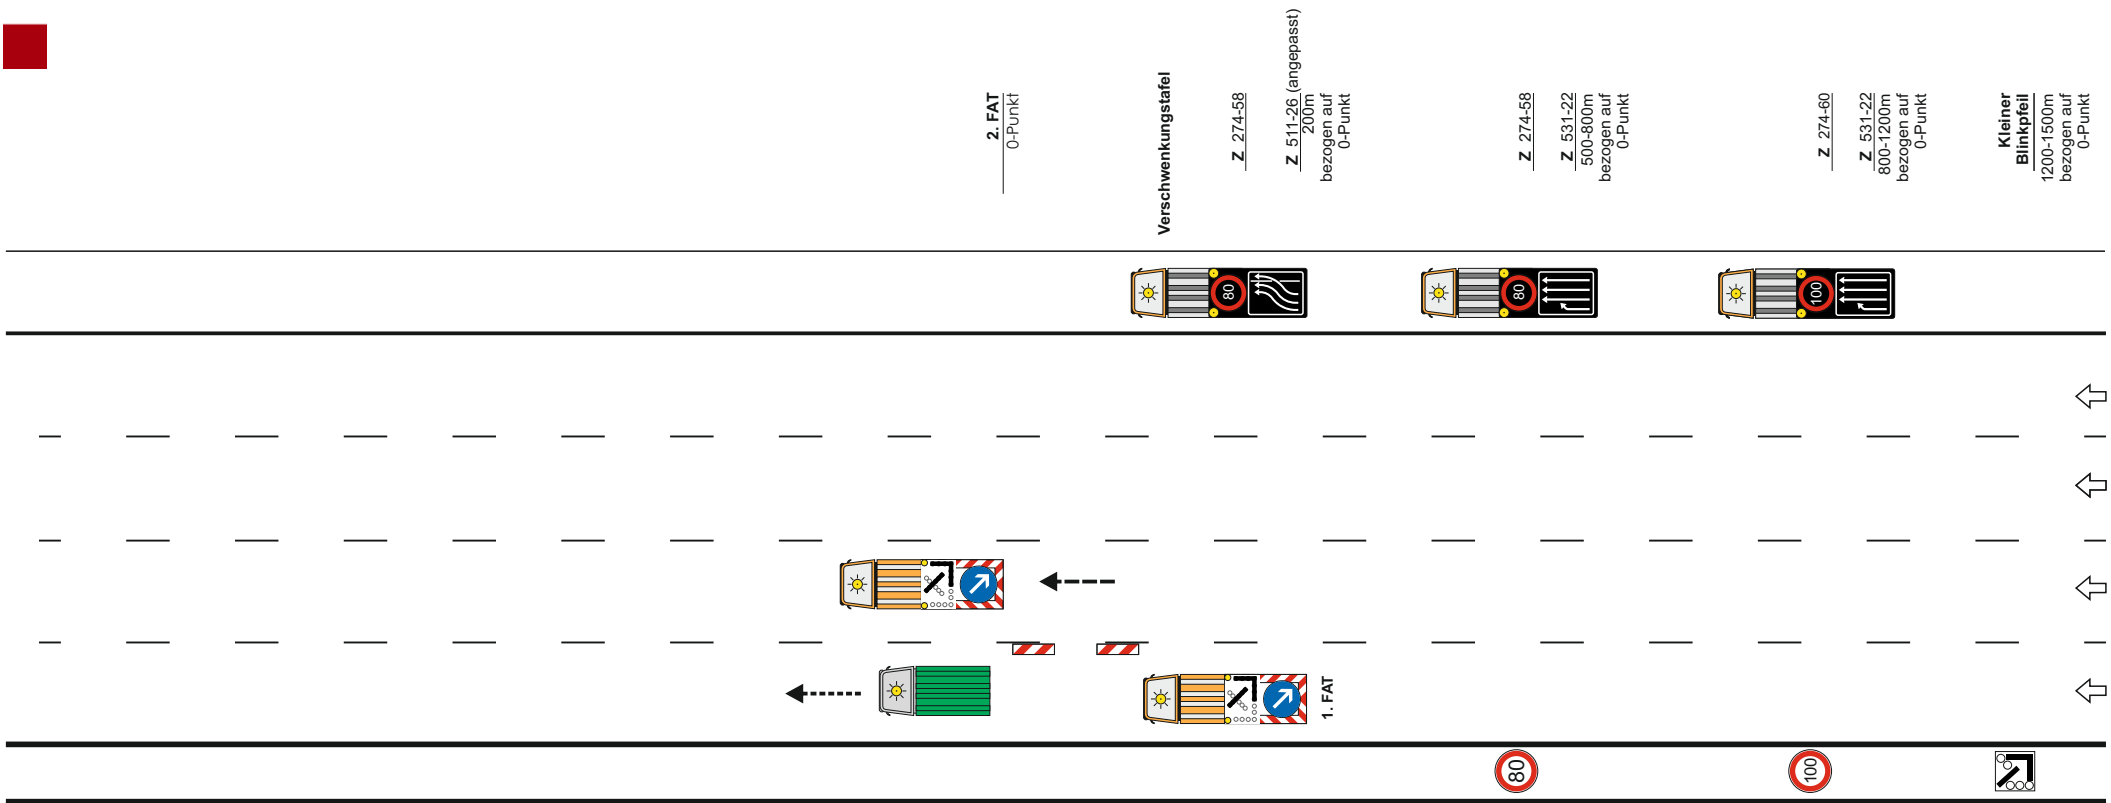 2. FAT
0-Punkt
Verschwenkungstafel
Z 274-58
Z 511-26 (angepasst)
200m
bezogen auf
0-Punkt
Z 274-58
Z 531-22
500-800m
bezogen auf
0-Punkt
Z 274-60
Z 531-22
800-1200m
bezogen auf
0-Punkt
Kleiner
Blinkpfeil
1200-1500m
bezogen auf
0-Punkt
80
80
100
1. FAT
80
100